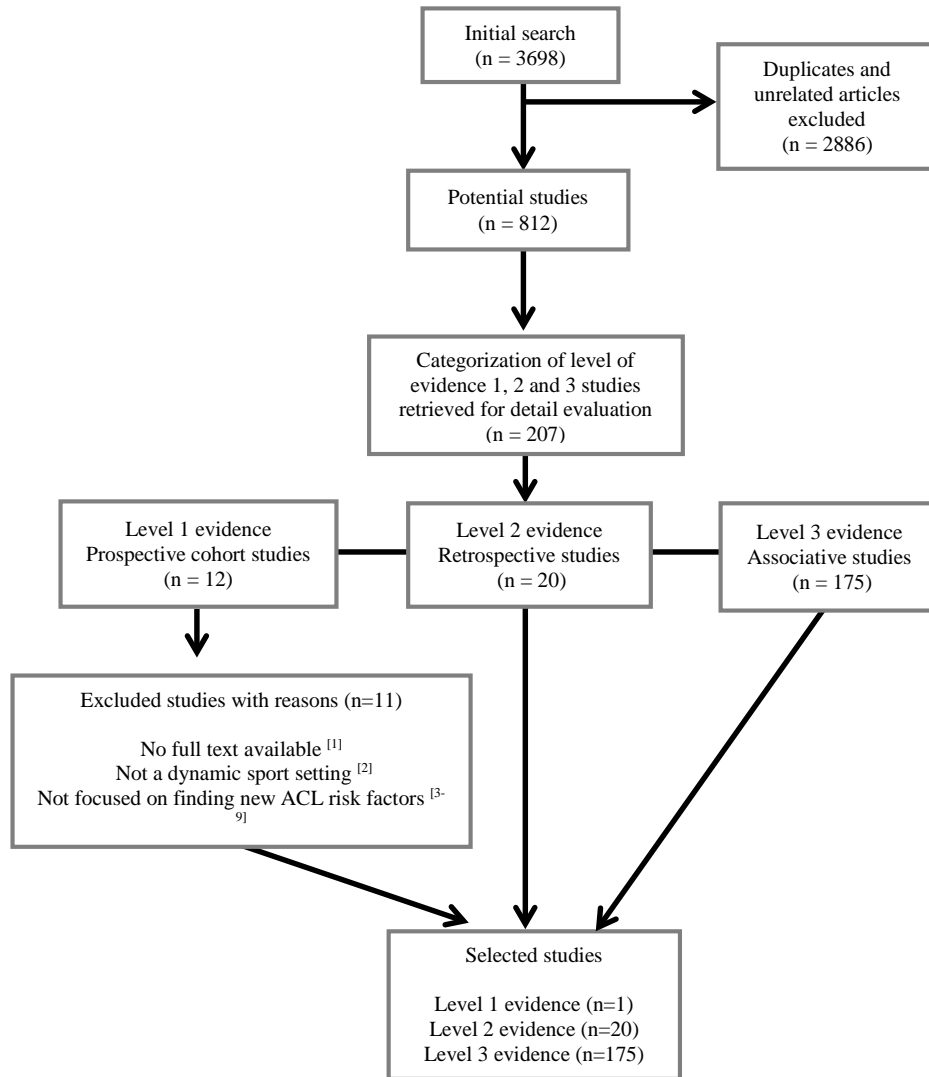 Initial search
(n = 3698)
Duplicates and
unrelated articles
excluded
(n = 2886)
Potential studies
(n = 812)
Categorization of level of
evidence 1, 2 and 3 studies
retrieved for detail evaluation
(n = 207)
Level 1 evidence
Prospective cohort studies
(n = 12)
Level 2 evidence
Retrospective studies
(n = 20)
Level 3 evidence
Associative studies
(n = 175)
Excluded studies with reasons (n=11)
No full text available [1]
Not a dynamic sport setting [2]
Not focused on finding new ACL risk factors [3-
9]
Selected studies
Level 1 evidence (n=1)
Level 2 evidence (n=20)
Level 3 evidence (n=175)